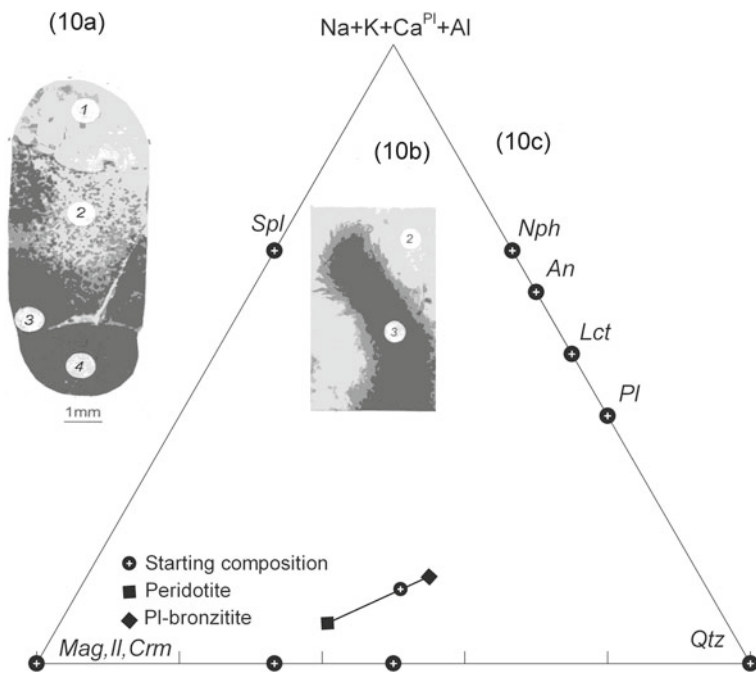 (10a)
Na+K+Ca^Pl+Al
(10b)
(10c)
1
2
3
4
1mm
Spl
2
3
Nph
An
Lct
Pl
Starting composition
Peridotite
Pl-bronzitite
Mag,Il,Crm
Qtz